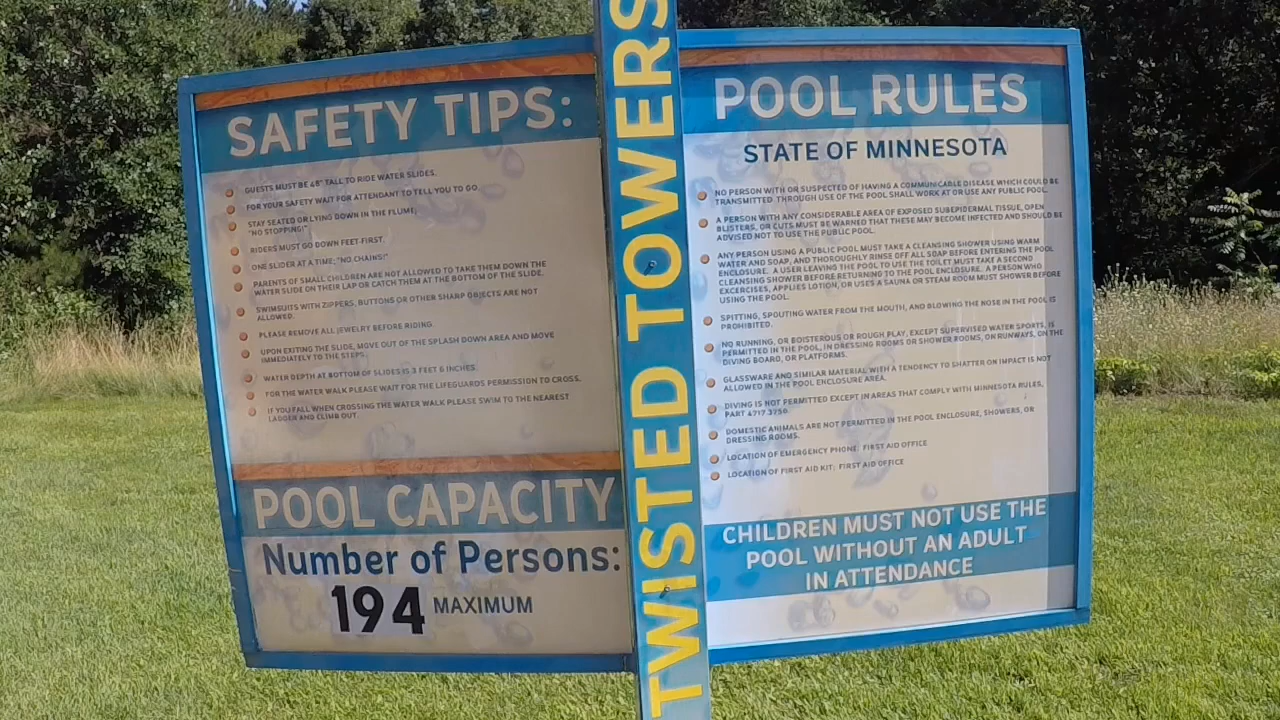 SAFETY TIPS:
GUESTS MUST BE 48" TALL TO RIDE WATER SLIDES.
FOR YOUR SAFETY WAIT FOR ATTENDANT TO TELL YOU TO GO.
STAY SEATED OR LYING DOWN IN THE FLUME,
"NO STOPPING!"
RIDERS MUST GO DOWN FEET-FIRST.
ONE SLIDER AT A TIME; "NO CHAINS!"
PARENTS OF SMALL CHILDREN ARE NOT ALLOWED TO TAKE THEM DOWN THE
WATER SLIDE ON THEIR LAP OR CATCH THEM AT THE BOTTOM OF THE SLIDE.
SWIMSUITS WITH ZIPPERS, BUTTONS OR OTHER SHARP OBJECTS ARE NOT
ALLOWED.
PLEASE REMOVE ALL JEWELRY BEFORE RIDING.
UPON EXITING THE SLIDE, MOVE OUT OF THE SPLASH DOWN AREA AND MOVE
IMMEDIATELY TO THE STEPS.
WATER DEPTH AT BOTTOM OF SLIDES IS 3 FEET 6 INCHES.
FOR THE WATER WALK PLEASE WAIT FOR THE LIFEGUARDS PERMISSION TO CROSS.
IF YOU FALL WHEN CROSSING THE WATER WALK PLEASE SWIM TO THE NEAREST
LADDER AND CLIMB OUT.
POOL CAPACITY
Number of Persons:
194 MAXIMUM
TWISTED TOWERS
POOL RULES
STATE OF MINNESOTA
NO PERSON WITH OR SUSPECTED OF HAVING A COMMUNICABLE DISEASE WHICH COULD BE
TRANSMITTED THROUGH USE OF THE POOL SHALL WORK AT OR USE ANY PUBLIC POOL.
A PERSON WITH ANY CONSIDERABLE AREA OF EXPOSED SUBEPIDERMAL TISSUE, OPEN
BLISTERS, OR CUTS MUST BE WARNED THAT THESE MAY BECOME INFECTED AND SHOULD BE
ADVISED NOT TO USE THE PUBLIC POOL.
ANY PERSON USING A PUBLIC POOL MUST TAKE A CLEANSING SHOWER USING WARM
WATER AND SOAP, AND THOROUGHLY RINSE OFF ALL SOAP BEFORE ENTERING THE POOL
ENCLOSURE. A USER LEAVING THE POOL TO USE THE TOILET MUST TAKE A SECOND
CLEANSING SHOWER BEFORE RETURNING TO THE POOL ENCLOSURE. A PERSON WHO
EXCERCISES, APPLIES LOTION, OR USES A SAUNA OR STEAM ROOM MUST SHOWER BEFORE
USING THE POOL.
SPITTING, SPOUTING WATER FROM THE MOUTH, AND BLOWING THE NOSE IN THE POOL IS
PROHIBITED.
NO RUNNING, OR BOISTEROUS OR ROUGH PLAY, EXCEPT SUPERVISED WATER SPORTS, IS
PERMITTED IN THE POOL, IN DRESSING ROOMS OR SHOWER ROOMS, ON RUNWAYS, ON THE
DIVING BOARD, OR PLATFORMS.
GLASSWARE AND SIMILAR MATERIAL WITH A TENDENCY TO SHATTER ON IMPACT IS NOT
ALLOWED IN THE POOL ENCLOSURE AREA.
DIVING IS NOT PERMITTED EXCEPT IN AREAS THAT COMPLY WITH MINNESOTA RULES,
PART 4717.3750.
DOMESTIC ANIMALS ARE NOT PERMITTED IN THE POOL ENCLOSURE, SHOWERS, OR
DRESSING ROOMS.
LOCATION OF EMERGENCY PHONE: FIRST AID OFFICE
LOCATION OF FIRST AID KIT: FIRST AID OFFICE
CHILDREN MUST NOT USE THE
POOL WITHOUT AN ADULT
IN ATTENDANCE